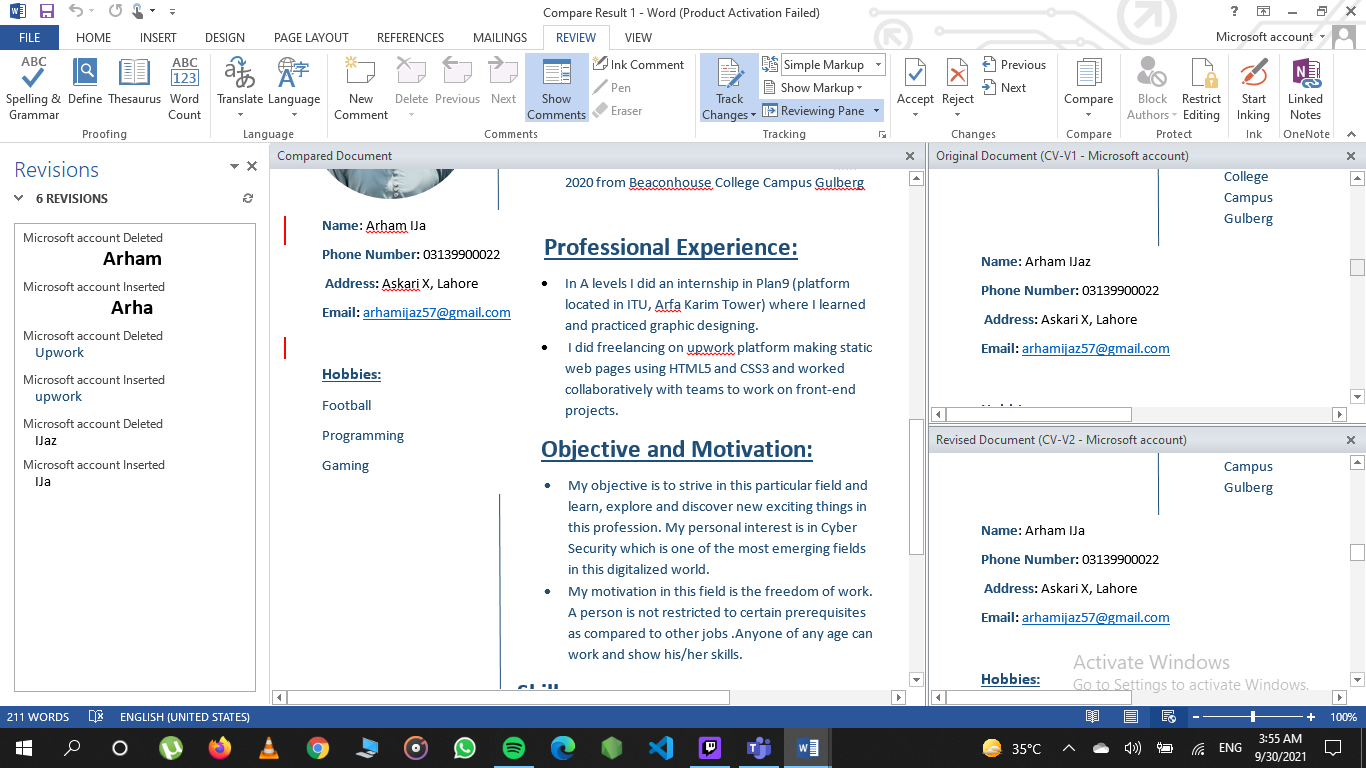 Compare Result 1 - Word (Product Activation Failed)
?
FILE HOME INSERT DESIGN PAGE LAYOUT REFERENCES MAILINGS REVIEW VIEW
Microsoft account
ABC
Spelling & Grammar
Define
Thesaurus
ABC
123
Word Count
Proofing
Translate
Language
Language
New Comment
Delete
Previous
Next
Show Comments
Ink Comment
Pen
Eraser
Comments
Track Changes
Simple Markup
Show Markup
Reviewing Pane
Tracking
Accept
Reject
Previous
Next
Changes
Compare
Compare
Block Authors
Restrict Editing
Protect
Start Inking
Ink
Linked Notes
OneNote
Revisions
6 REVISIONS
Microsoft account Deleted
Arham
Microsoft account Inserted
Arha
Microsoft account Deleted
Upwork
Microsoft account Inserted
upwork
Microsoft account Deleted
IJaz
Microsoft account Inserted
IJa
Compared Document
2020 from Beaconhouse College Campus Gulberg
Name: Arham IJa
Phone Number: 03139900022
Address: Askari X, Lahore
Email: arhamijaz57@gmail.com
Hobbies:
Football
Programming
Gaming
Professional Experience:
• In A levels I did an internship in Plan9 (platform
located in ITU, Arfa Karim Tower) where I learned
and practiced graphic designing.
• I did freelancing on upwork platform making static
web pages using HTML5 and CSS3 and worked
collaboratively with teams to work on front-end
projects.
Objective and Motivation:
• My objective is to strive in this particular field and
learn, explore and discover new exciting things in
this profession. My personal interest is in Cyber
Security which is one of the most emerging fields
in this digitalized world.
• My motivation in this field is the freedom of work.
A person is not restricted to certain prerequisites
as compared to other jobs .Anyone of any age can
work and show his/her skills.
Original Document (CV-V1 - Microsoft account)
College
Campus
Gulberg
Name: Arham IJaz
Phone Number: 03139900022
Address: Askari X, Lahore
Email: arhamijaz57@gmail.com
Revised Document (CV-V2 - Microsoft account)
Campus
Gulberg
Name: Arham IJa
Phone Number: 03139900022
Address: Askari X, Lahore
Email: arhamijaz57@gmail.com
Hobbies:
Activate Windows
Go to Settings to activate Windows.
211 WORDS ENGLISH (UNITED STATES)
100%
35°C
ENG
3:55 AM
9/30/2021